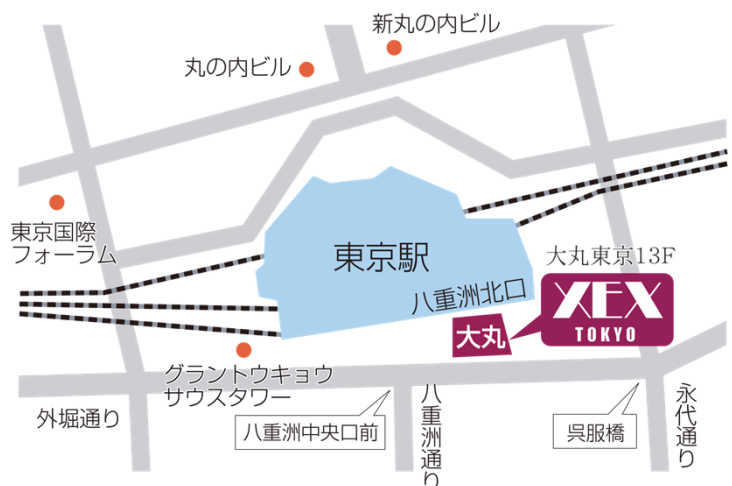 新丸の内ビル
丸の内ビル
東京国際
フォーラム
東京駅
大丸東京13F
八重洲北口
XEX
TOKYO
大丸
グラントウキョウ
サウスタワー
外堀通り
八重洲中央口前
八重洲通り
呉服橋
永代通り